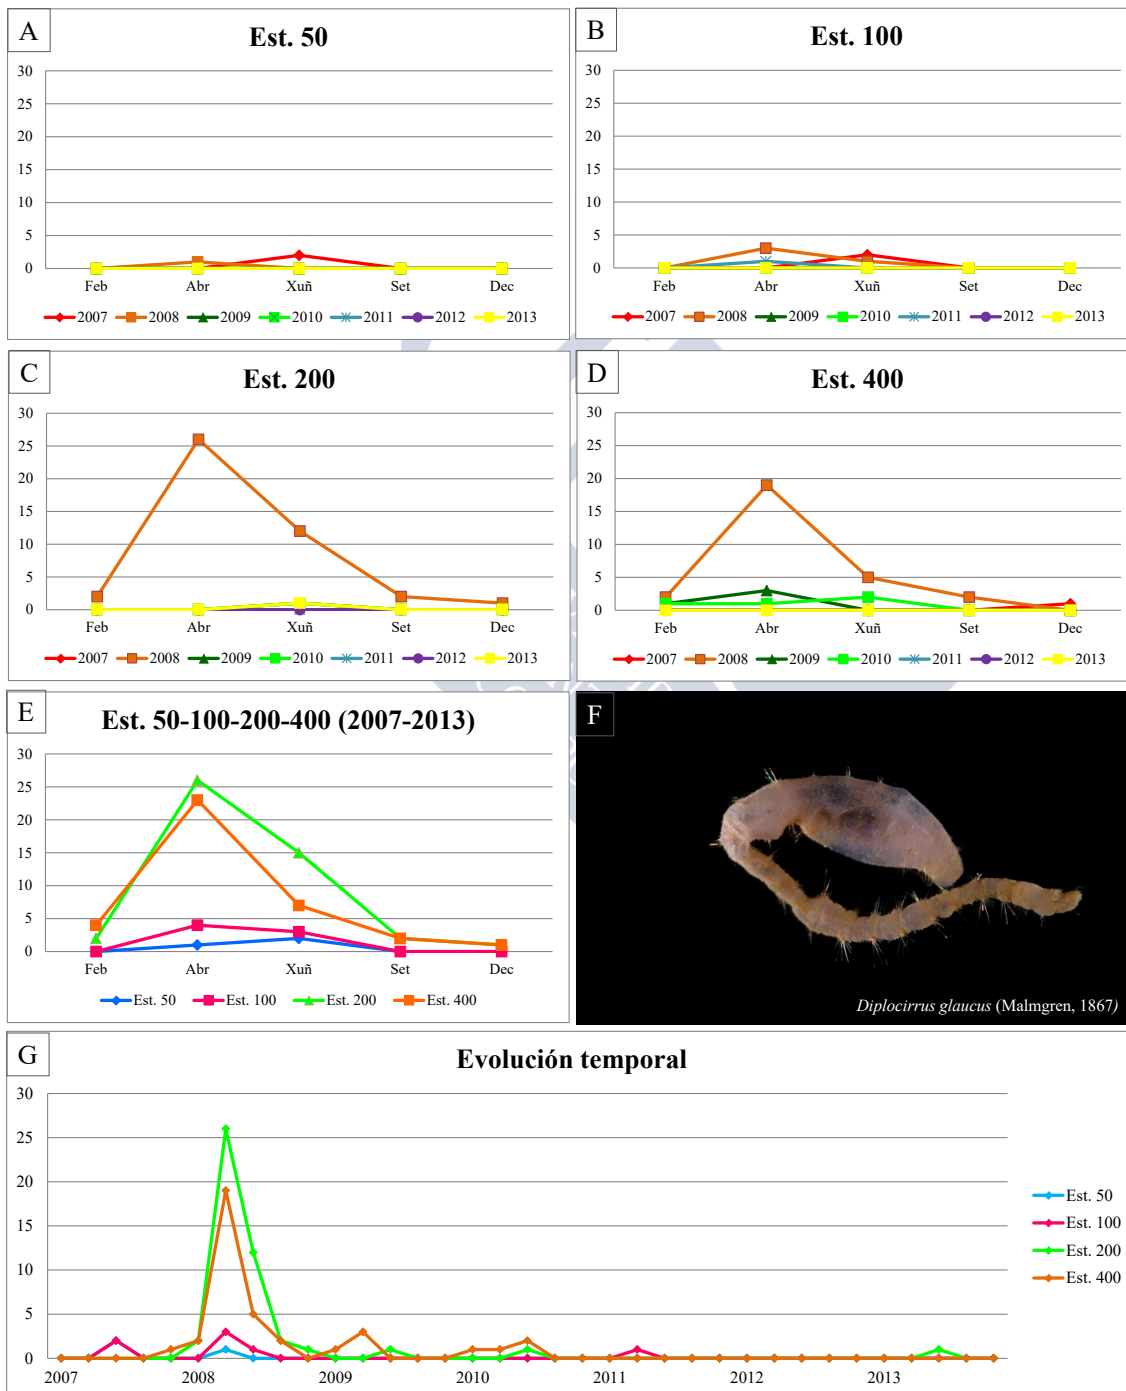 A
Est. 50
30
25
20
15
10
5
0
Feb Abr Xuñ Set Dec
2007 2008 2009 2010 2011 2012 2013
B
Est. 100
30
25
20
15
10
5
0
Feb Abr Xuñ Set Dec
2007 2008 2009 2010 2011 2012 2013
C
Est. 200
30
25
20
15
10
5
0
Feb Abr Xuñ Set Dec
2007 2008 2009 2010 2011 2012 2013
D
Est. 400
30
25
20
15
10
5
0
Feb Abr Xuñ Set Dec
2007 2008 2009 2010 2011 2012 2013
E
Est. 50-100-200-400 (2007-2013)
30
25
20
15
10
5
0
Feb Abr Xuñ Set Dec
Est. 50 Est. 100 Est. 200 Est. 400
F
Diplocirrus glaucus (Malmgren, 1867)
G
Evolución temporal
30
25
20
15
10
5
0
2007 2008 2009 2010 2011 2012 2013
Est. 50
Est. 100
Est. 200
Est. 400